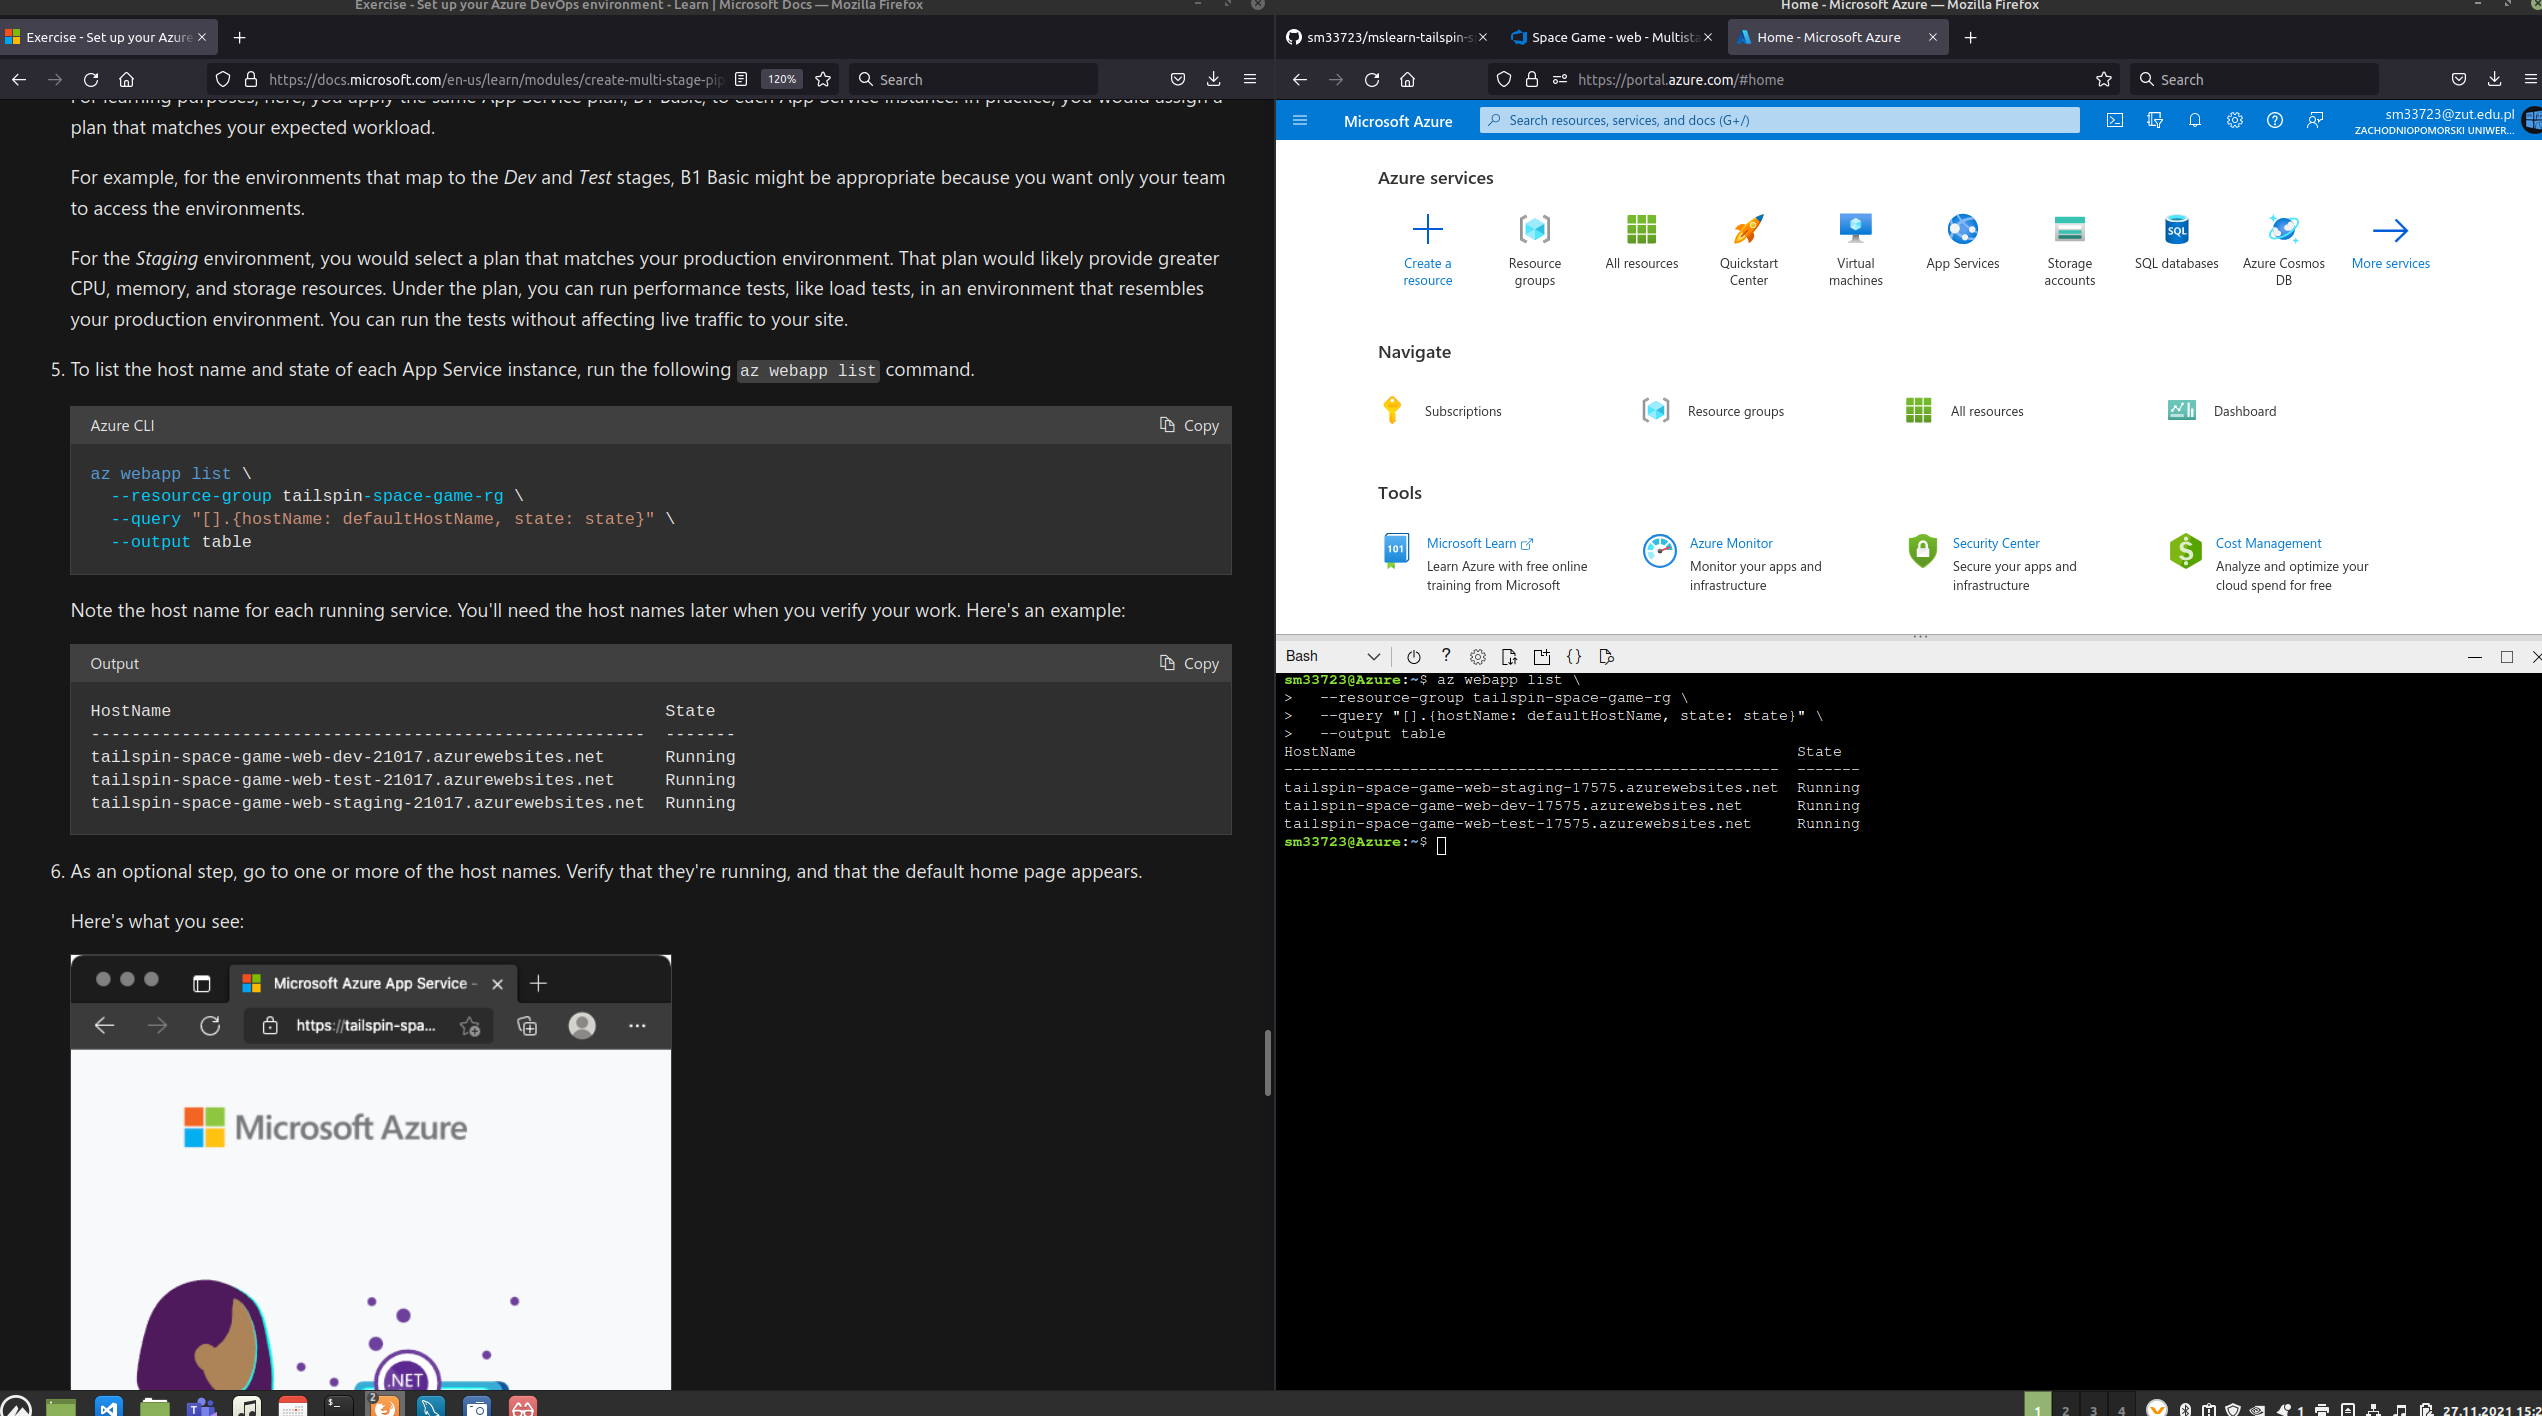 Exercise - Set up your Azure DevOps environment - Learn | Microsoft Docs — Mozilla Firefox
Exercise - Set up your Azure
https://docs.microsoft.com/en-us/learn/modules/create-multi-stage-pip
120%
Search
plan that matches your expected workload.
For example, for the environments that map to the Dev and Test stages, B1 Basic might be appropriate because you want only your team
to access the environments.
For the Staging environment, you would select a plan that matches your production environment. That plan would likely provide greater
CPU, memory, and storage resources. Under the plan, you can run performance tests, like load tests, in an environment that resembles
your production environment. You can run the tests without affecting live traffic to your site.
5. To list the host name and state of each App Service instance, run the following az webapp list command.
Azure CLI
Copy
az webapp list \
--resource-group tailspin-space-game-rg \
--query "[].{hostName: defaultHostName, state: state}" \
--output table
Note the host name for each running service. You'll need the host names later when you verify your work. Here's an example:
Output
Copy
HostName State
------------------------------------------------------- -------
tailspin-space-game-web-dev-21017.azurewebsites.net Running
tailspin-space-game-web-test-21017.azurewebsites.net Running
tailspin-space-game-web-staging-21017.azurewebsites.net Running
6. As an optional step, go to one or more of the host names. Verify that they're running, and that the default home page appears.
Here's what you see:
Microsoft Azure App Service -
https://tailspin-spa...
Microsoft Azure
.NET
Home - Microsoft Azure — Mozilla Firefox
sm33723/mslearn-tailspin-s
Space Game - web - Multista
Home - Microsoft Azure
https://portal.azure.com/#home
Search
Microsoft Azure
Search resources, services, and docs (G+/)
sm33723@zut.edu.pl
ZACHODNIOPOMORSKI UNIWER...
Azure services
Create a resource
Resource groups
All resources
Quickstart Center
Virtual machines
App Services
Storage accounts
SQL
SQL databases
Azure Cosmos DB
More services
Navigate
Subscriptions
Resource groups
All resources
Dashboard
Tools
101
Microsoft Learn
Learn Azure with free online
training from Microsoft
Azure Monitor
Monitor your apps and
infrastructure
Security Center
Secure your apps and
infrastructure
Cost Management
Analyze and optimize your
cloud spend for free
Bash
sm33723@Azure:~$ az webapp list \
> --resource-group tailspin-space-game-rg \
> --query "[].{hostName: defaultHostName, state: state}" \
> --output table
HostName State
------------------------------------------------------- -------
tailspin-space-game-web-staging-17575.azurewebsites.net Running
tailspin-space-game-web-dev-17575.azurewebsites.net Running
tailspin-space-game-web-test-17575.azurewebsites.net Running
sm33723@Azure:~$
2
1 2 3 4
1
27.11.2021 15:2